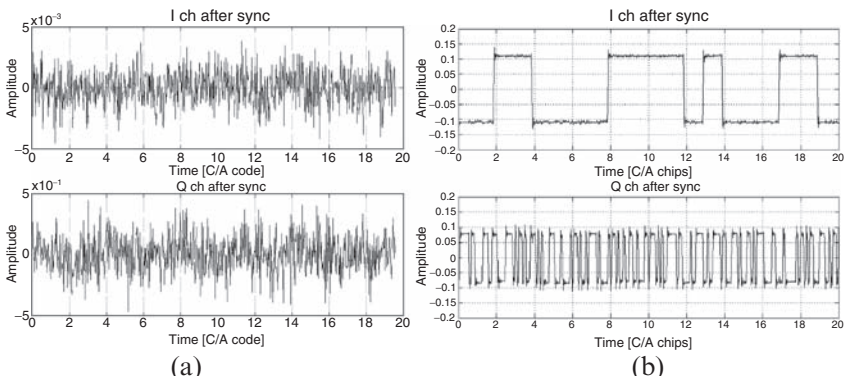 I ch after sync
×10⁻³
5
0
−5
Amplitude
0 2 4 6 8 10 12 14 16 18 20
Time [C/A code]
Q ch after sync
×10⁻¹
5
0
−5
Amplitude
0 2 4 6 8 10 12 14 16 18 20
Time [C/A code]
(a)
I ch after sync
0.2
0.15
0.1
0.05
0
−0.05
−0.1
−0.15
−0.2
Amplitude
0 2 4 6 8 10 12 14 16 18 20
Time [C/A chips]
Q ch after sync
0.2
0.15
0.1
0.05
0
−0.05
−0.1
−0.15
−0.2
Amplitude
0 2 4 6 8 10 12 14 16 18 20
Time [C/A chips]
(b)